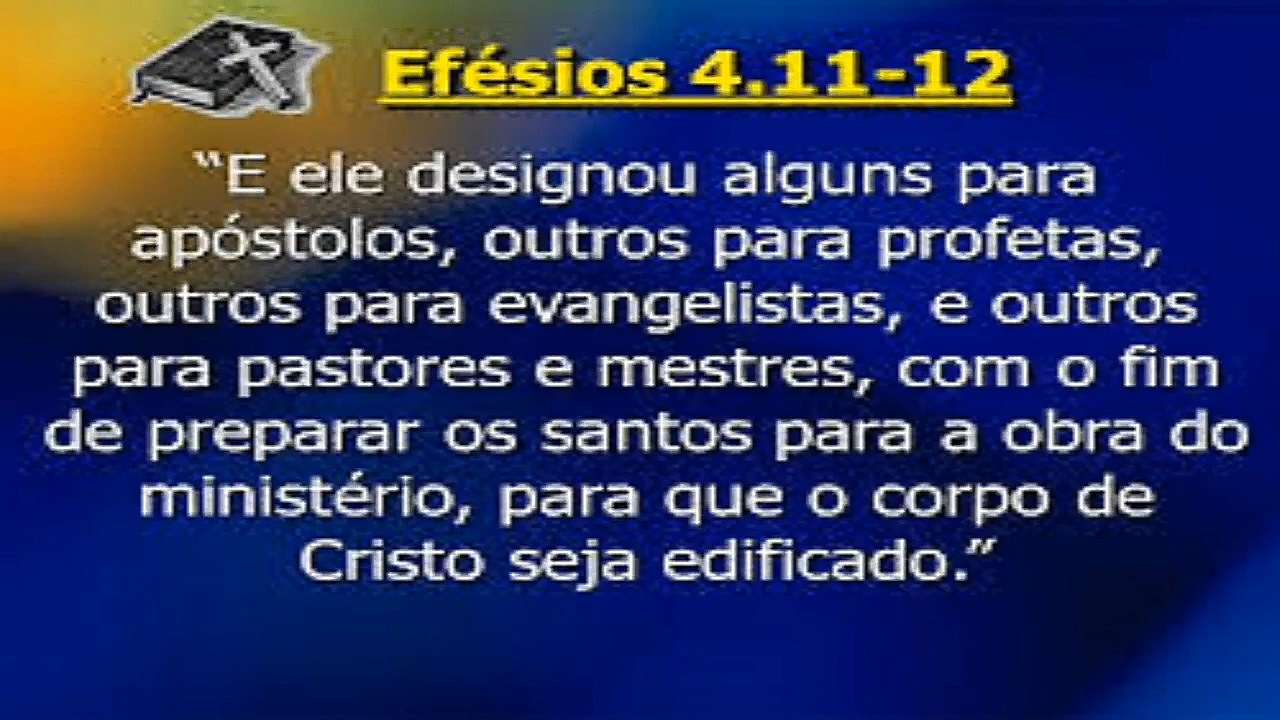 Efésios 4.11-12
“E ele designou alguns para
apóstolos, outros para profetas,
outros para evangelistas, e outros
para pastores e mestres, com o fim
de preparar os santos para a obra do
ministério, para que o corpo de
Cristo seja edificado.”